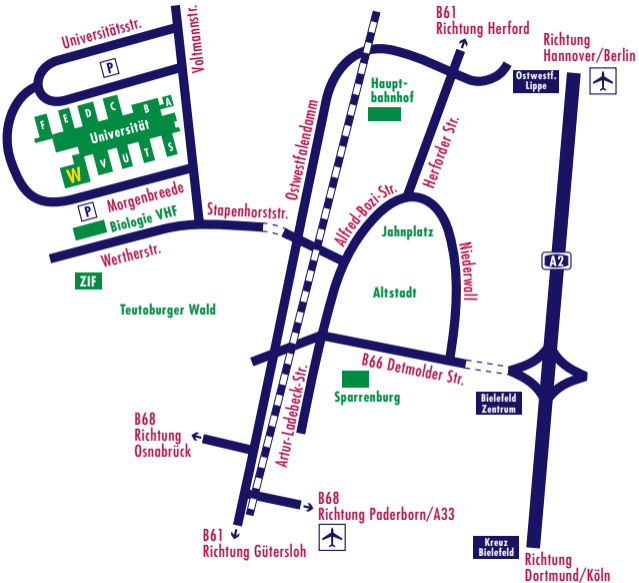 B61
Richtung Herford
Richtung
Hannover/Berlin
Universitätsstr.
Voltmannstr.
P
Ostwestf.
Lippe
Haupt-
bahnhof
F
E
D
C
B
A
Universität
W
V
U
T
S
Ostwestfalendamm
Herforder Str.
Morgenbreede
P
Biologie VHF
Stapenhorststr.
Alfred-Bozi-Str.
Jahnplatz
Niederwall
Wertherstr.
A2
ZIF
Teutoburger Wald
Altstadt
B66 Detmolder Str.
Sparrenburg
Bielefeld
Zentrum
Artur-Ladebeck-Str.
B68
Richtung
Osnabrück
B68
Richtung Paderborn/A33
B61
Richtung Gütersloh
Kreuz
Bielefeld
Richtung
Dortmund/Köln